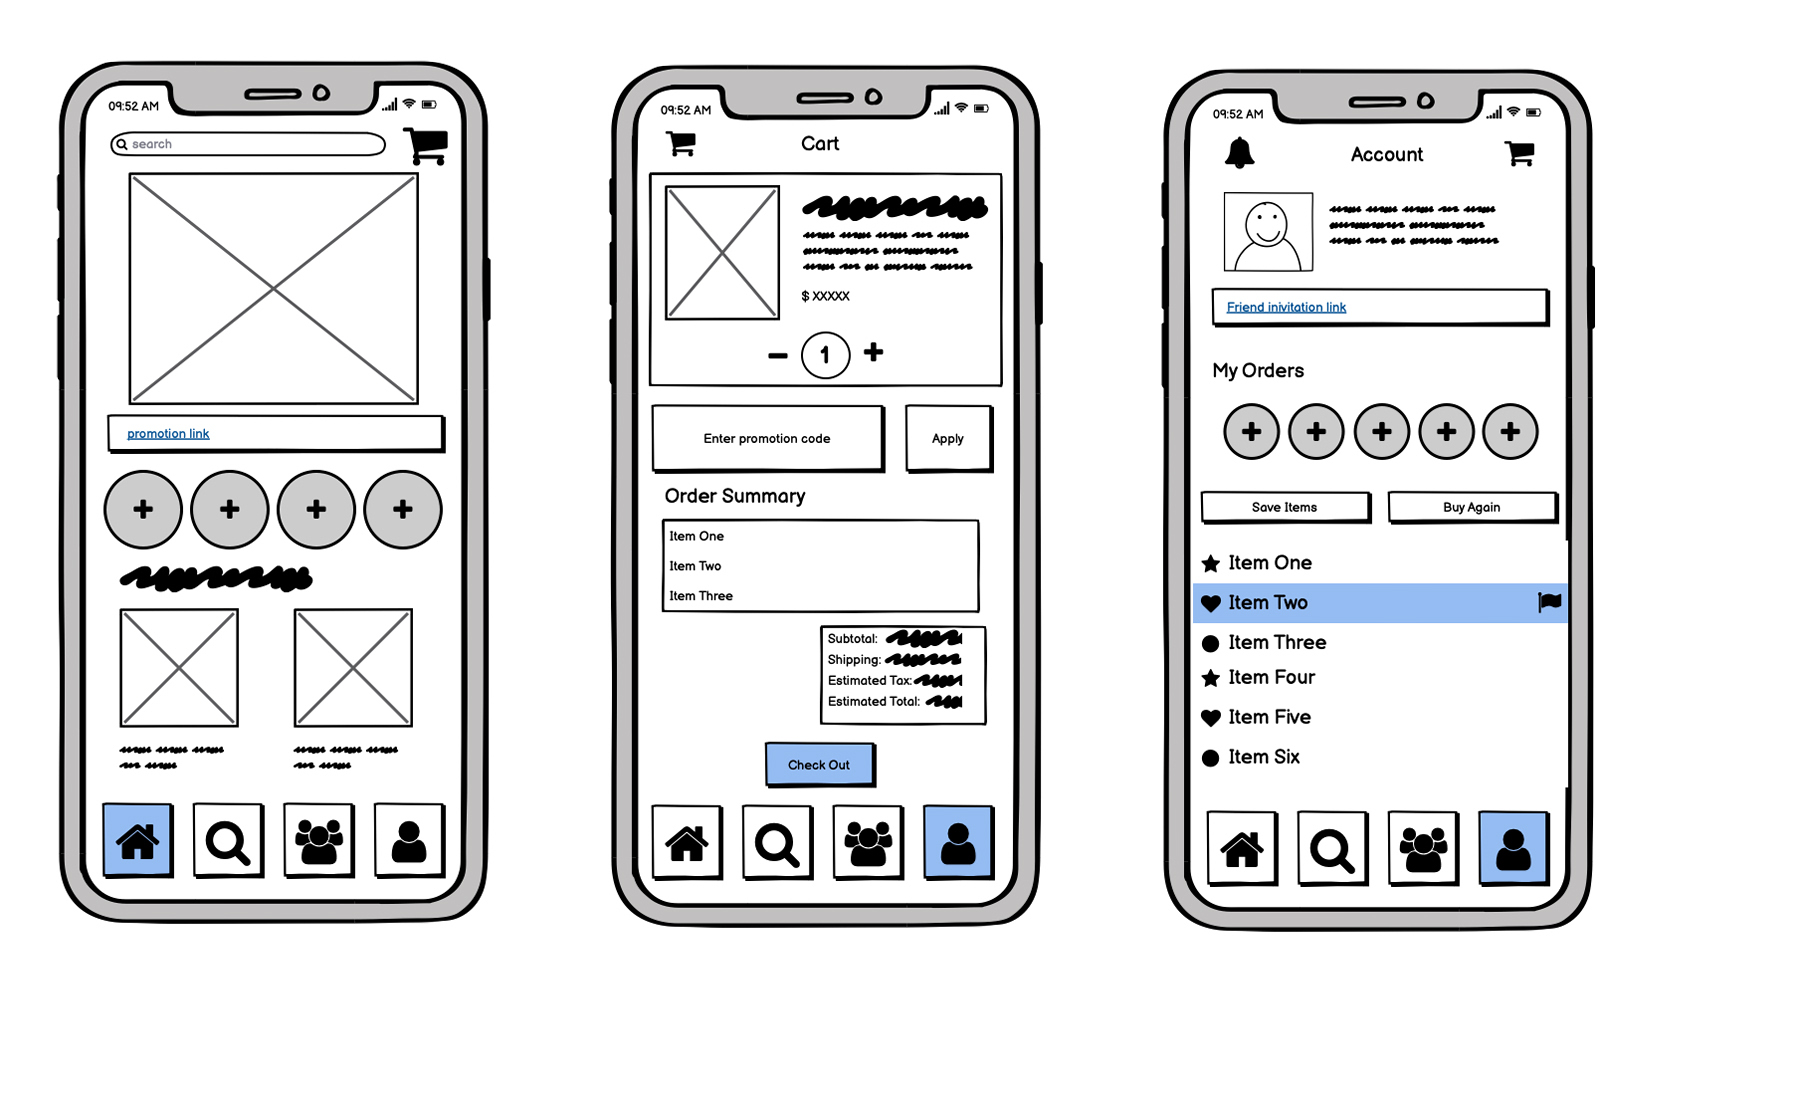 09:52 AM
search
promotion link
09:52 AM
Cart
$ XXXXX
1
Enter promotion code
Apply
Order Summary
Item One
Item Two
Item Three
Subtotal:
Shipping:
Estimated Tax:
Estimated Total:
Check Out
09:52 AM
Account
Friend inivitation link
My Orders
Save Items
Buy Again
Item One
Item Two
Item Three
Item Four
Item Five
Item Six